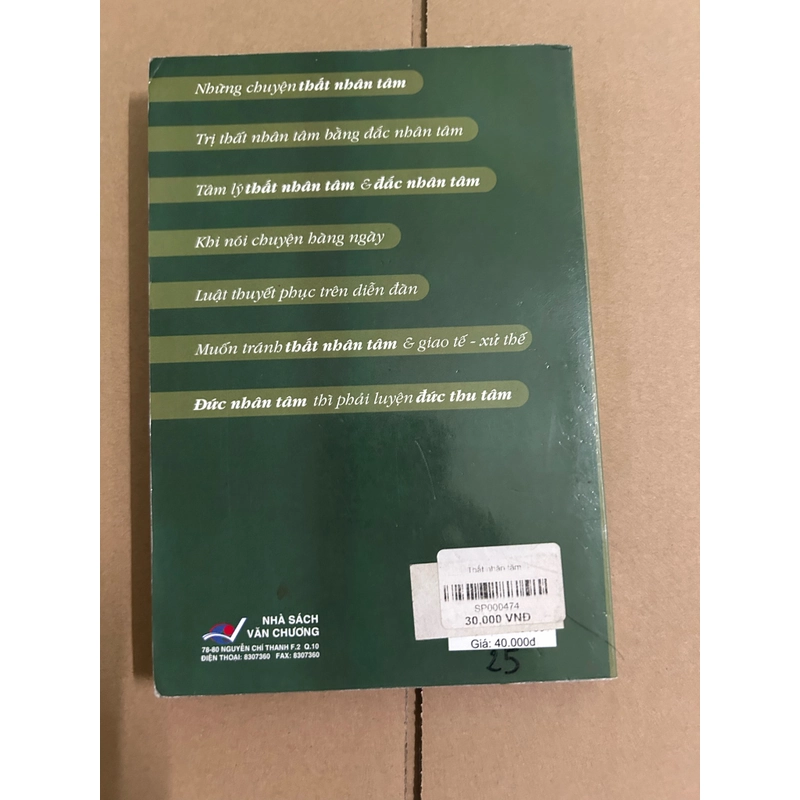 Những chuyện thất nhân tâm
Trị thất nhân tâm bằng đắc nhân tâm
Tâm lý thất nhân tâm & đắc nhân tâm
Khi nói chuyện hàng ngày
Luật thuyết phục trên diễn đàn
Muốn tránh thất nhân tâm & giao tế - xử thế
Đức nhân tâm thì phải luyện đức thu tâm
Thất nhân tâm
SP000474
30,000 VNĐ
Giá: 40.000đ
25
NHÀ SÁCH
VĂN CHƯƠNG
78-80 NGUYỄN CHÍ THANH F.2 Q.10
ĐIỆN THOẠI: 8307360 FAX: 8307360